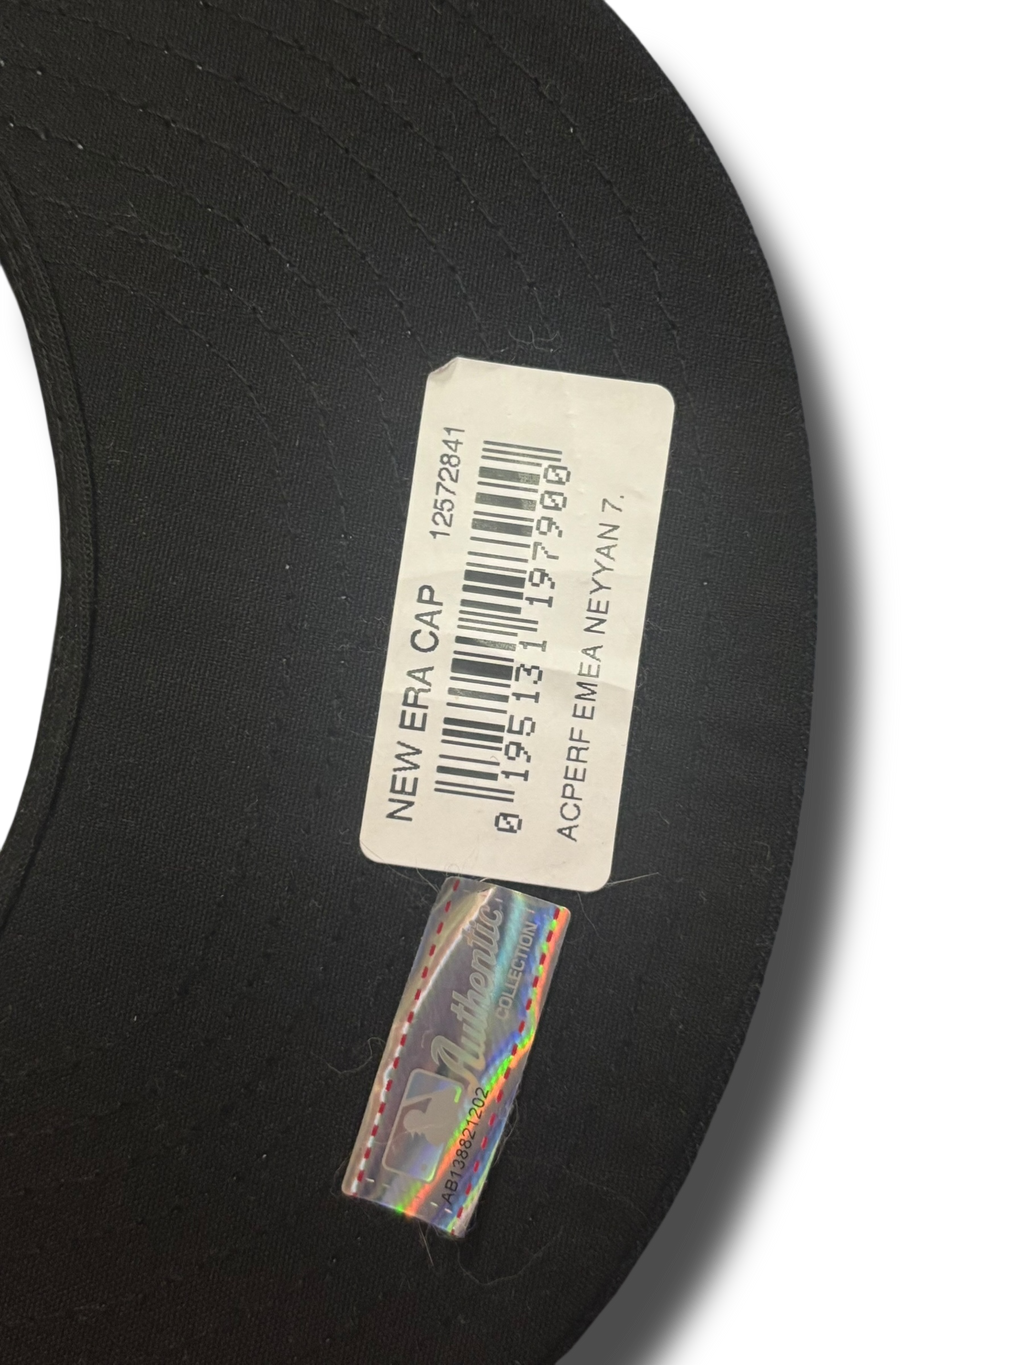 NEW ERA CAP 12572841
0 195131 197900
ACPERF EMEA NEYYAN 7.
Authentic
COLLECTION
AB138821202